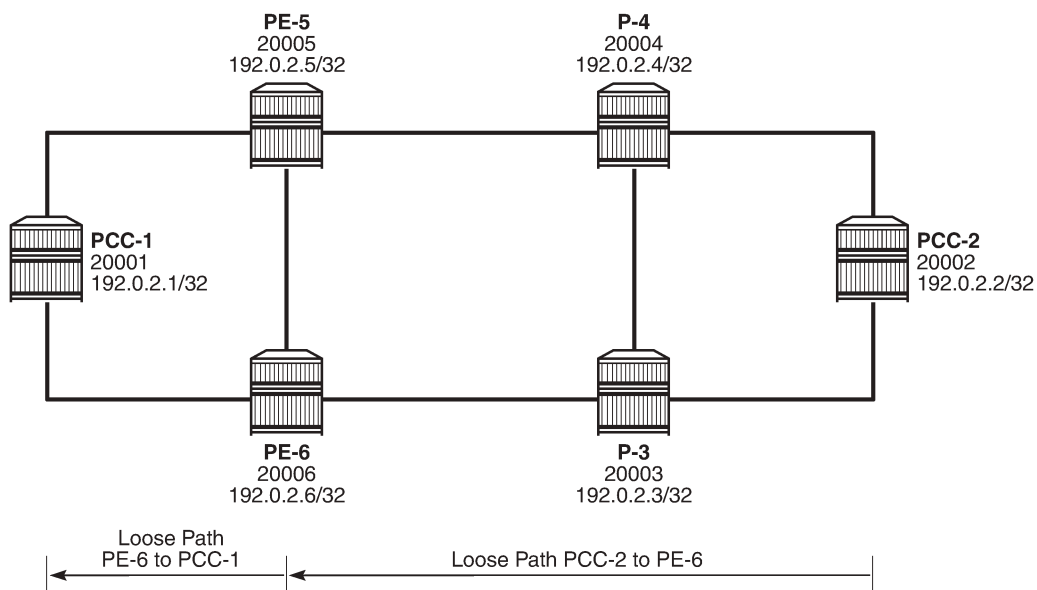 PE-5
20005
192.0.2.5/32
P-4
20004
192.0.2.4/32
PCC-1
20001
192.0.2.1/32
PCC-2
20002
192.0.2.2/32
PE-6
20006
192.0.2.6/32
P-3
20003
192.0.2.3/32
Loose Path
PE-6 to PCC-1
Loose Path PCC-2 to PE-6